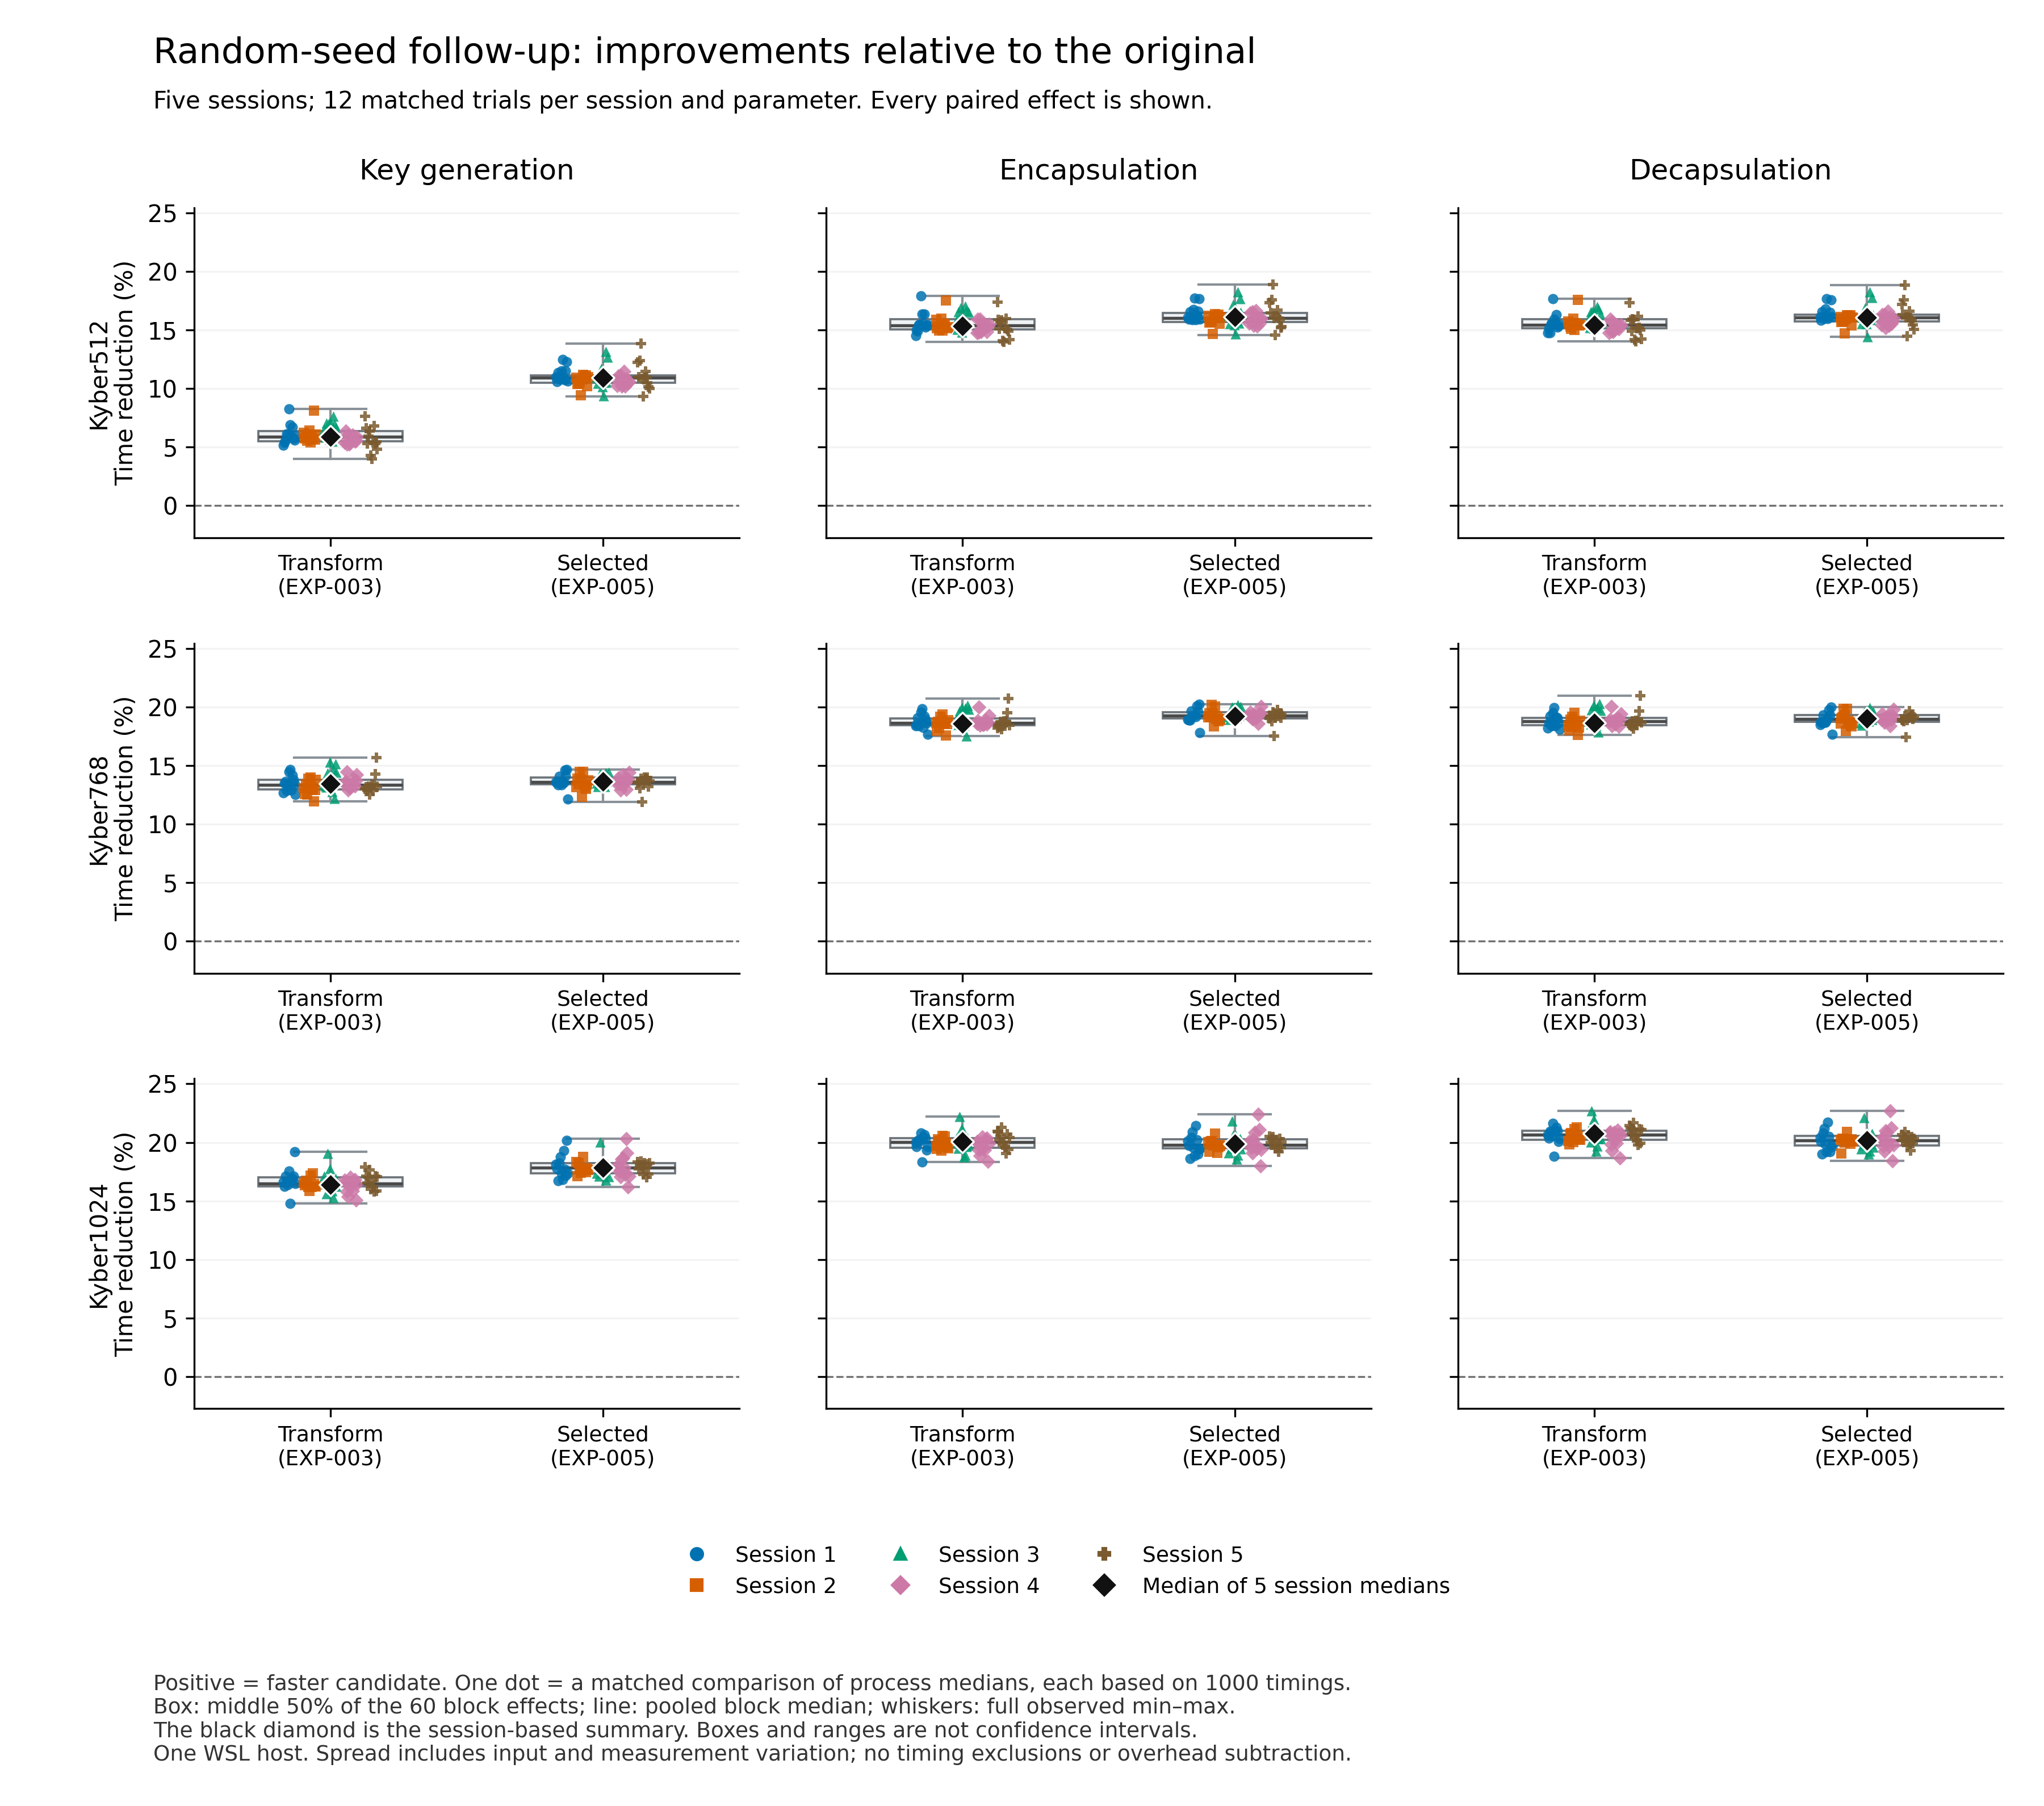 Random-seed follow-up: improvements relative to the original
Five sessions; 12 matched trials per session and parameter. Every paired effect is shown.
Key generation
Encapsulation
Decapsulation
Kyber512
Time reduction (%)
25
20
15
10
5
0
Transform
(EXP-003)
Selected
(EXP-005)
Transform
(EXP-003)
Selected
(EXP-005)
Transform
(EXP-003)
Selected
(EXP-005)
Kyber768
Time reduction (%)
25
20
15
10
5
0
Transform
(EXP-003)
Selected
(EXP-005)
Transform
(EXP-003)
Selected
(EXP-005)
Transform
(EXP-003)
Selected
(EXP-005)
Kyber1024
Time reduction (%)
25
20
15
10
5
0
Transform
(EXP-003)
Selected
(EXP-005)
Transform
(EXP-003)
Selected
(EXP-005)
Transform
(EXP-003)
Selected
(EXP-005)
Session 1
Session 2
Session 3
Session 4
Session 5
Median of 5 session medians
Positive = faster candidate. One dot = a matched comparison of process medians, each based on 1000 timings.
Box: middle 50% of the 60 block effects; line: pooled block median; whiskers: full observed min–max.
The black diamond is the session-based summary. Boxes and ranges are not confidence intervals.
One WSL host. Spread includes input and measurement variation; no timing exclusions or overhead subtraction.